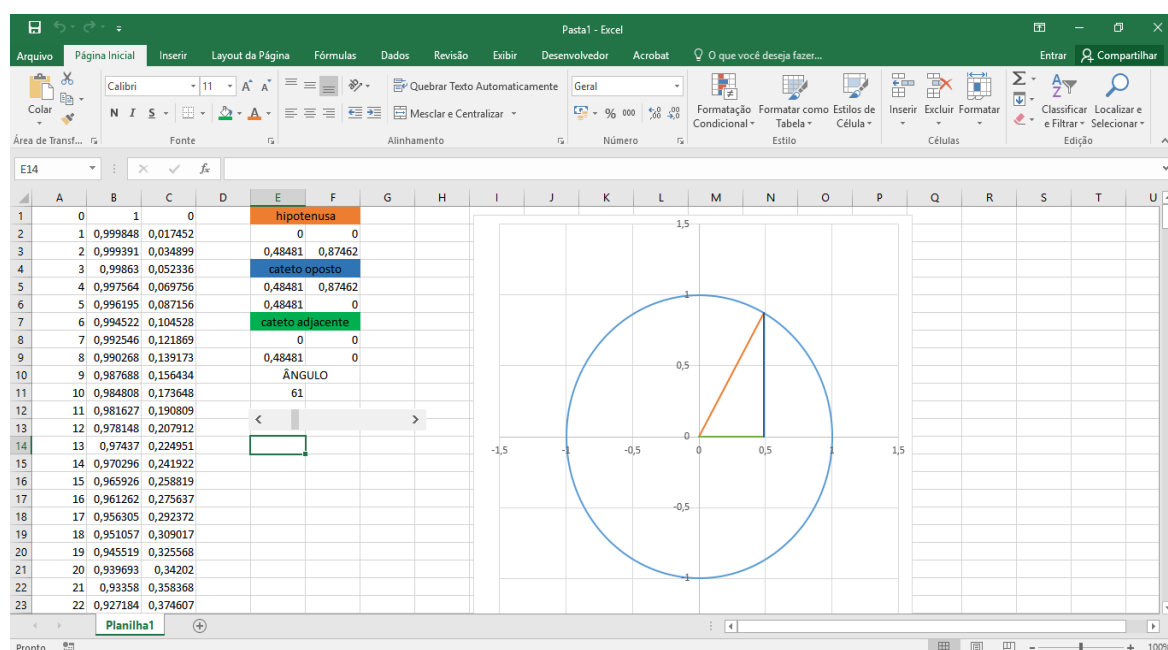 Pasta1 - Excel
Arquivo Página Inicial Inserir Layout da Página Fórmulas Dados Revisão Exibir Desenvolvedor Acrobat O que você deseja fazer... Entrar Compartilhar
Colar Calibri 11 A A Quebrar Texto Automaticamente Geral Formatação Condicional Formatar como Tabela Estilos de Célula Inserir Excluir Formatar Classificar e Filtrar Localizar e Selecionar
N I S A Mesclar e Centralizar % 000
Área de Transf... Fonte Alinhamento Número Estilo Células Edição
E14 fx
A B C D E F G H I J K L M N O P Q R S T U
1 0 1 0 hipotenusa
2 1 0,999848 0,017452 0 0
3 2 0,999391 0,034899 0,48481 0,87462
4 3 0,99863 0,052336 cateto oposto
5 4 0,997564 0,069756 0,48481 0,87462
6 5 0,996195 0,087156 0,48481 0
7 6 0,994522 0,104528 cateto adjacente
8 7 0,992546 0,121869 0 0
9 8 0,990268 0,139173 0,48481 0
10 9 0,987688 0,156434 ÂNGULO
11 10 0,984808 0,173648 61
12 11 0,981627 0,190809
13 12 0,978148 0,207912
14 13 0,97437 0,224951
15 14 0,970296 0,241922
16 15 0,965926 0,258819
17 16 0,961262 0,275637
18 17 0,956305 0,292372
19 18 0,951057 0,309017
20 19 0,945519 0,325568
21 20 0,939693 0,34202
22 21 0,93358 0,358368
23 22 0,927184 0,374607
1,5
1
0,5
0
-1,5 -1 -0,5 0 0,5 1 1,5
-0,5
-1
Planilha1
Pronto 100%